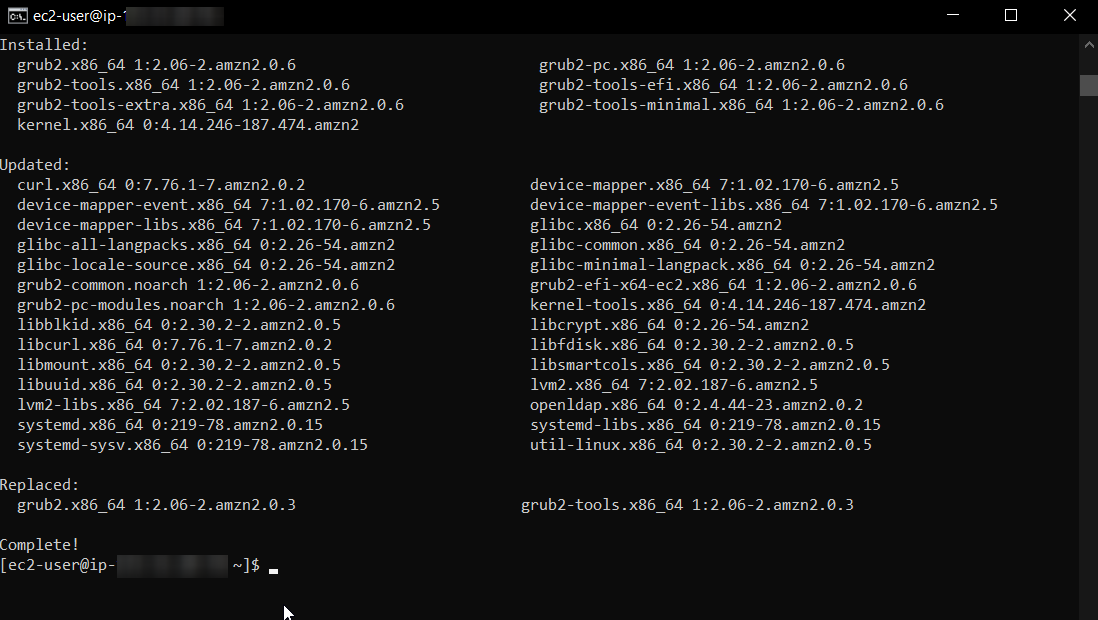 ec2-user@ip-
Installed:
grub2.x86_64 1:2.06-2.amzn2.0.6 grub2-pc.x86_64 1:2.06-2.amzn2.0.6
grub2-tools.x86_64 1:2.06-2.amzn2.0.6 grub2-tools-efi.x86_64 1:2.06-2.amzn2.0.6
grub2-tools-extra.x86_64 1:2.06-2.amzn2.0.6 grub2-tools-minimal.x86_64 1:2.06-2.amzn2.0.6
kernel.x86_64 0:4.14.246-187.474.amzn2
Updated:
curl.x86_64 0:7.76.1-7.amzn2.0.2 device-mapper.x86_64 7:1.02.170-6.amzn2.5
device-mapper-event.x86_64 7:1.02.170-6.amzn2.5 device-mapper-event-libs.x86_64 7:1.02.170-6.amzn2.5
device-mapper-libs.x86_64 7:1.02.170-6.amzn2.5 glibc.x86_64 0:2.26-54.amzn2
glibc-all-langpacks.x86_64 0:2.26-54.amzn2 glibc-common.x86_64 0:2.26-54.amzn2
glibc-locale-source.x86_64 0:2.26-54.amzn2 glibc-minimal-langpack.x86_64 0:2.26-54.amzn2
grub2-common.noarch 1:2.06-2.amzn2.0.6 grub2-efi-x64-ec2.x86_64 1:2.06-2.amzn2.0.6
grub2-pc-modules.noarch 1:2.06-2.amzn2.0.6 kernel-tools.x86_64 0:4.14.246-187.474.amzn2
libblkid.x86_64 0:2.30.2-2.amzn2.0.5 libcrypt.x86_64 0:2.26-54.amzn2
libcurl.x86_64 0:7.76.1-7.amzn2.0.2 libfdisk.x86_64 0:2.30.2-2.amzn2.0.5
libmount.x86_64 0:2.30.2-2.amzn2.0.5 libsmartcols.x86_64 0:2.30.2-2.amzn2.0.5
libuuid.x86_64 0:2.30.2-2.amzn2.0.5 lvm2.x86_64 7:2.02.187-6.amzn2.5
lvm2-libs.x86_64 7:2.02.187-6.amzn2.5 openldap.x86_64 0:2.4.44-23.amzn2.0.2
systemd.x86_64 0:219-78.amzn2.0.15 systemd-libs.x86_64 0:219-78.amzn2.0.15
systemd-sysv.x86_64 0:219-78.amzn2.0.15 util-linux.x86_64 0:2.30.2-2.amzn2.0.5
Replaced:
grub2.x86_64 1:2.06-2.amzn2.0.3 grub2-tools.x86_64 1:2.06-2.amzn2.0.3
Complete!
[ec2-user@ip- ~]$